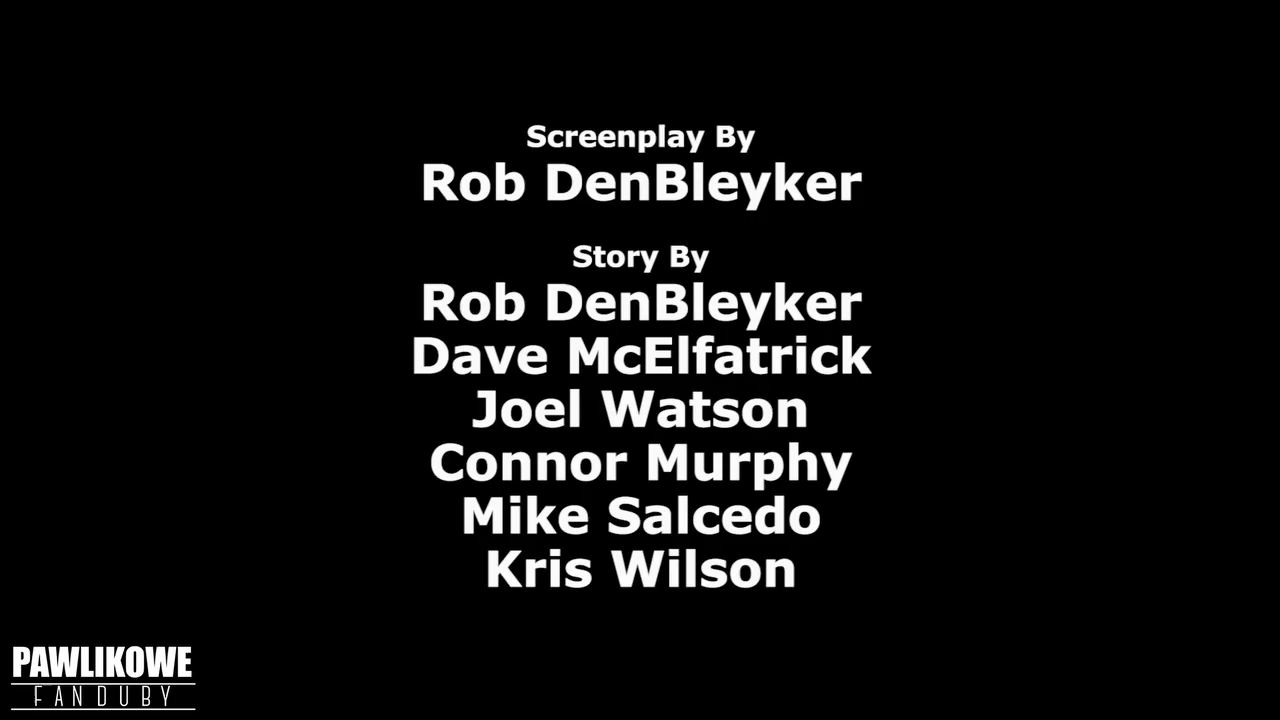 Screenplay By
Rob DenBleyker
Story By
Rob DenBleyker
Dave McElfatrick
Joel Watson
Connor Murphy
Mike Salcedo
Kris Wilson
PAWLIKOWE
FANDUBY